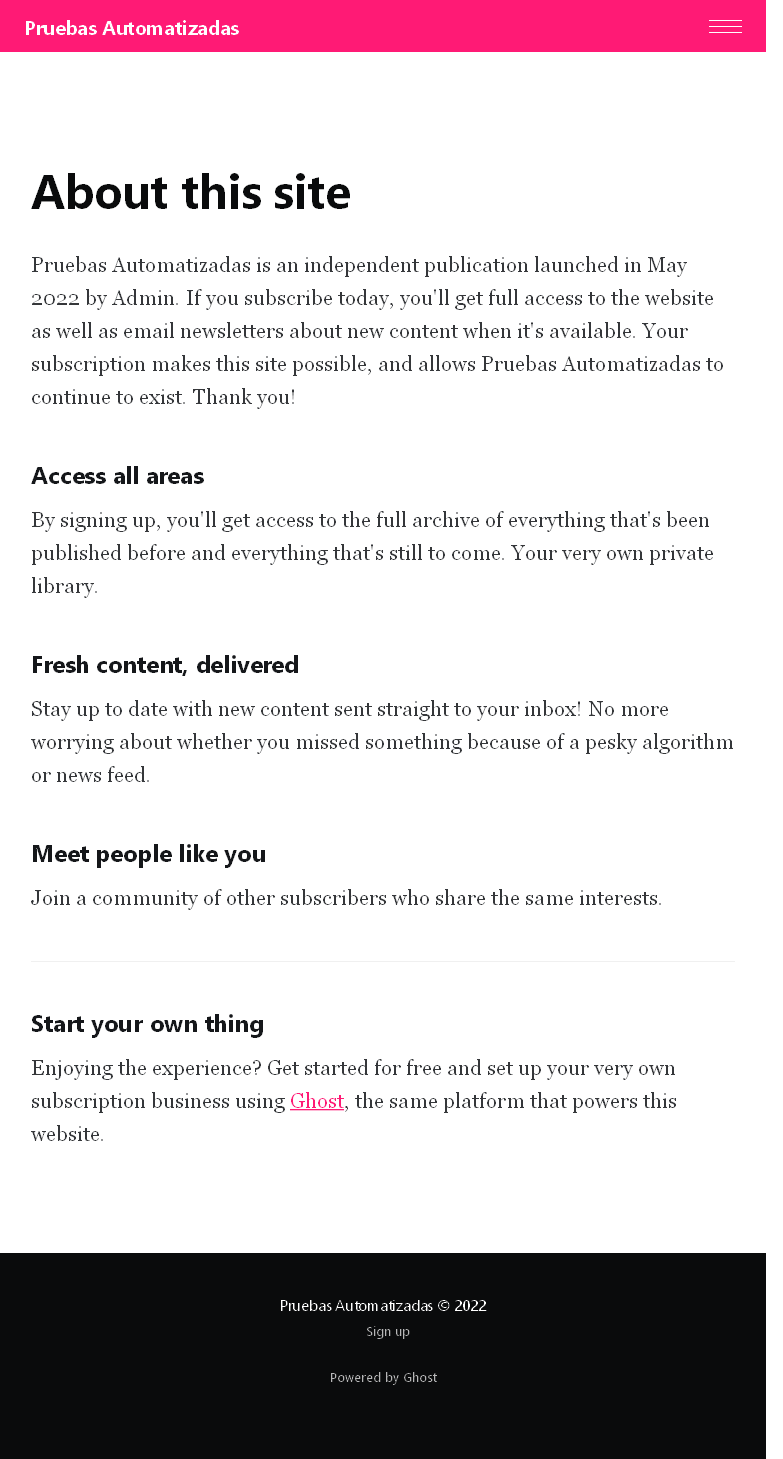 Pruebas Automatizadas
About this site
Pruebas Automatizadas is an independent publication launched in May
2022 by Admin. If you subscribe today, you'll get full access to the website
as well as email newsletters about new content when it's available. Your
subscription makes this site possible, and allows Pruebas Automatizadas to
continue to exist. Thank you!
Access all areas
By signing up, you'll get access to the full archive of everything that's been
published before and everything that's still to come. Your very own private
library.
Fresh content, delivered
Stay up to date with new content sent straight to your inbox! No more
worrying about whether you missed something because of a pesky algorithm
or news feed.
Meet people like you
Join a community of other subscribers who share the same interests.
Start your own thing
Enjoying the experience? Get started for free and set up your very own
subscription business using Ghost, the same platform that powers this
website.
Pruebas Automatizadas © 2022
Sign up
Powered by Ghost